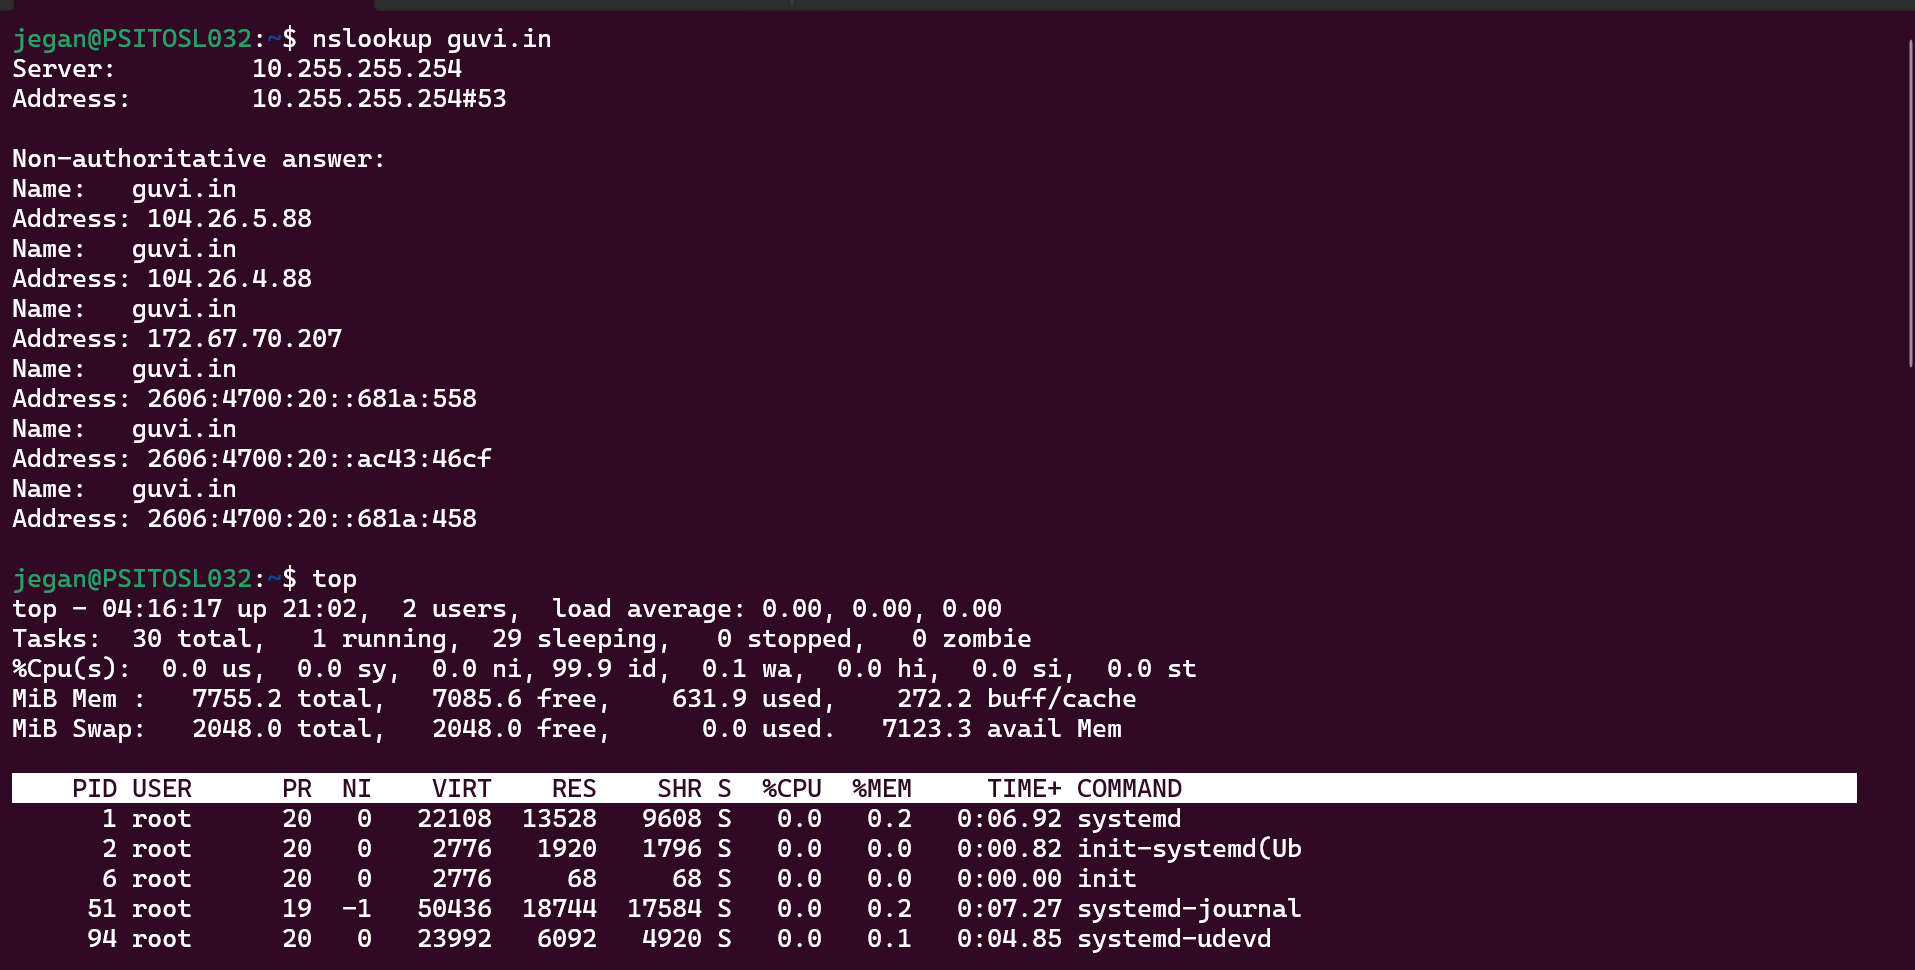 jegan@PSITOSL032:~$ nslookup guvi.in
Server:         10.255.255.254
Address:        10.255.255.254#53

Non-authoritative answer:
Name:   guvi.in
Address: 104.26.5.88
Name:   guvi.in
Address: 104.26.4.88
Name:   guvi.in
Address: 172.67.70.207
Name:   guvi.in
Address: 2606:4700:20::681a:558
Name:   guvi.in
Address: 2606:4700:20::ac43:46cf
Name:   guvi.in
Address: 2606:4700:20::681a:458

jegan@PSITOSL032:~$ top
top - 04:16:17 up 21:02,  2 users,  load average: 0.00, 0.00, 0.00
Tasks:  30 total,   1 running,  29 sleeping,   0 stopped,   0 zombie
%Cpu(s):  0.0 us,  0.0 sy,  0.0 ni, 99.9 id,  0.1 wa,  0.0 hi,  0.0 si,  0.0 st
MiB Mem :   7755.2 total,   7085.6 free,    631.9 used,    272.2 buff/cache
MiB Swap:   2048.0 total,   2048.0 free,      0.0 used.   7123.3 avail Mem

    PID USER      PR  NI    VIRT    RES    SHR S  %CPU  %MEM     TIME+ COMMAND
      1 root      20   0   22108  13528   9608 S   0.0   0.2   0:06.92 systemd
      2 root      20   0    2776   1920   1796 S   0.0   0.0   0:00.82 init-systemd(Ub
      6 root      20   0    2776     68     68 S   0.0   0.0   0:00.00 init
     51 root      19  -1   50436  18744  17584 S   0.0   0.2   0:07.27 systemd-journal
     94 root      20   0   23992   6092   4920 S   0.0   0.1   0:04.85 systemd-udevd